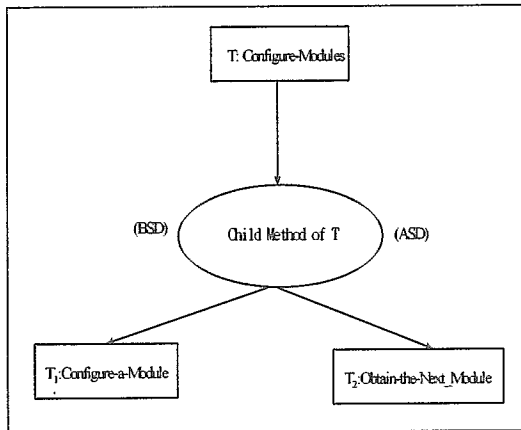 T: Configure-Modules
(BSD)
Child Method of T
(ASD)
T₁:Configure-a-Module
T₂:Obtain-the-Next_Module